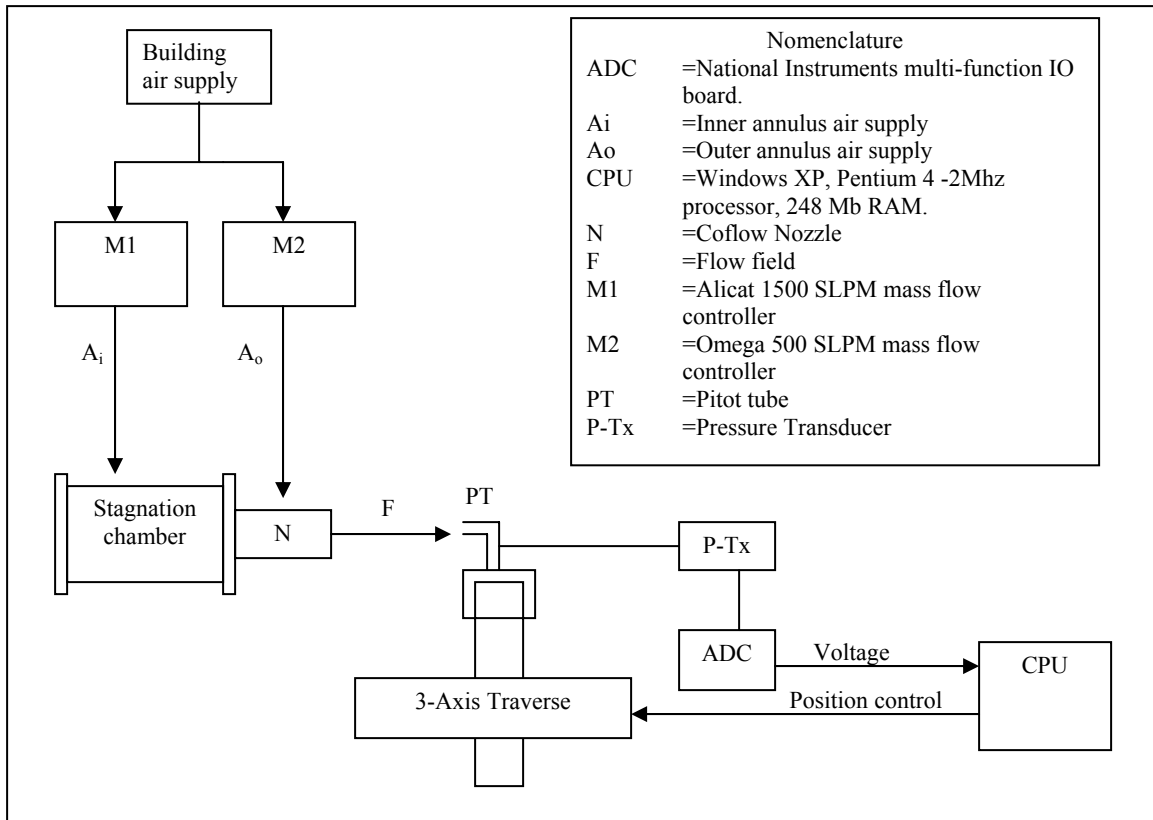 Building
air supply
M1
M2
Ai
Ao
Stagnation
chamber
N
F
PT
P-Tx
ADC
Voltage
CPU
Position control
3-Axis Traverse
Nomenclature
ADC =National Instruments multi-function IO
board.
Ai =Inner annulus air supply
Ao =Outer annulus air supply
CPU =Windows XP, Pentium 4 -2Mhz
processor, 248 Mb RAM.
N =Coflow Nozzle
F =Flow field
M1 =Alicat 1500 SLPM mass flow
controller
M2 =Omega 500 SLPM mass flow
controller
PT =Pitot tube
P-Tx =Pressure Transducer